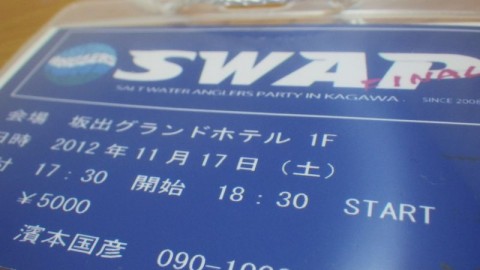 SWAP
FINAL
SALT WATER ANGLERS PARTY IN KAGAWA. SINCE 2006
会場 坂出グランドホテル 1F
日時 2012年11月17日（土）
付 17:30 開始 18:30 START
¥5000
濱本国彦 090-